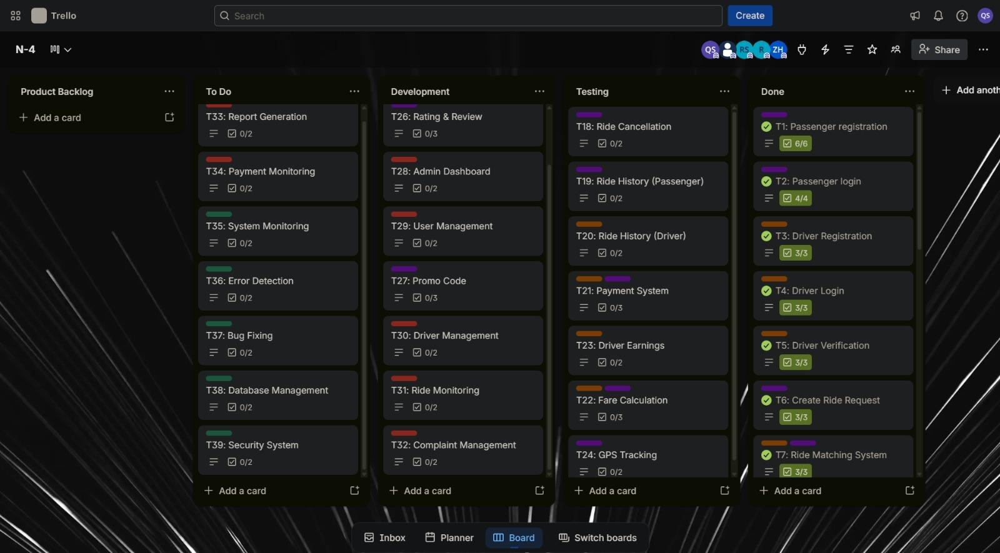 Trello
Search
Create
QS
N-4
QS
RS
R
ZH
Share
Product Backlog
Add a card
To Do
T33: Report Generation
0/2
T34: Payment Monitoring
0/2
T35: System Monitoring
0/2
T36: Error Detection
0/2
T37: Bug Fixing
0/2
T38: Database Management
0/2
T39: Security System
0/2
Add a card
Development
T26: Rating & Review
0/3
T28: Admin Dashboard
0/2
T29: User Management
0/2
T27: Promo Code
0/3
T30: Driver Management
0/2
T31: Ride Monitoring
0/2
T32: Complaint Management
0/2
Add a card
Testing
T18: Ride Cancellation
0/2
T19: Ride History (Passenger)
0/2
T20: Ride History (Driver)
0/2
T21: Payment System
0/3
T23: Driver Earnings
0/2
T22: Fare Calculation
0/3
T24: GPS Tracking
0/2
Add a card
Done
T1: Passenger registration
6/6
T2: Passenger login
4/4
T3: Driver Registration
3/3
T4: Driver Login
3/3
T5: Driver Verification
3/3
T6: Create Ride Request
3/3
T7: Ride Matching System
3/3
Add a card
Add anoth
Inbox
Planner
Board
Switch boards